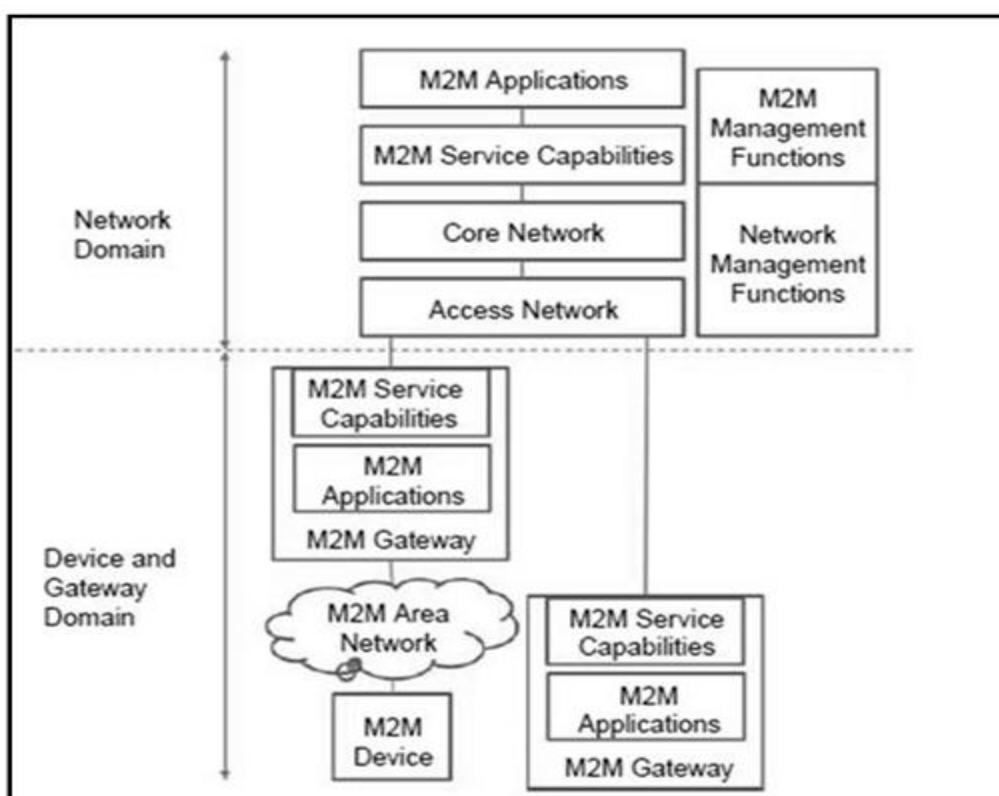 M2M Applications
M2M Service Capabilities
Core Network
Access Network
M2M
Management
Functions
Network
Management
Functions
Network
Domain
M2M Service
Capabilities
M2M
Applications
M2M Gateway
Device and
Gateway
Domain
M2M Area
Network
M2M
Device
M2M Service
Capabilities
M2M
Applications
M2M Gateway